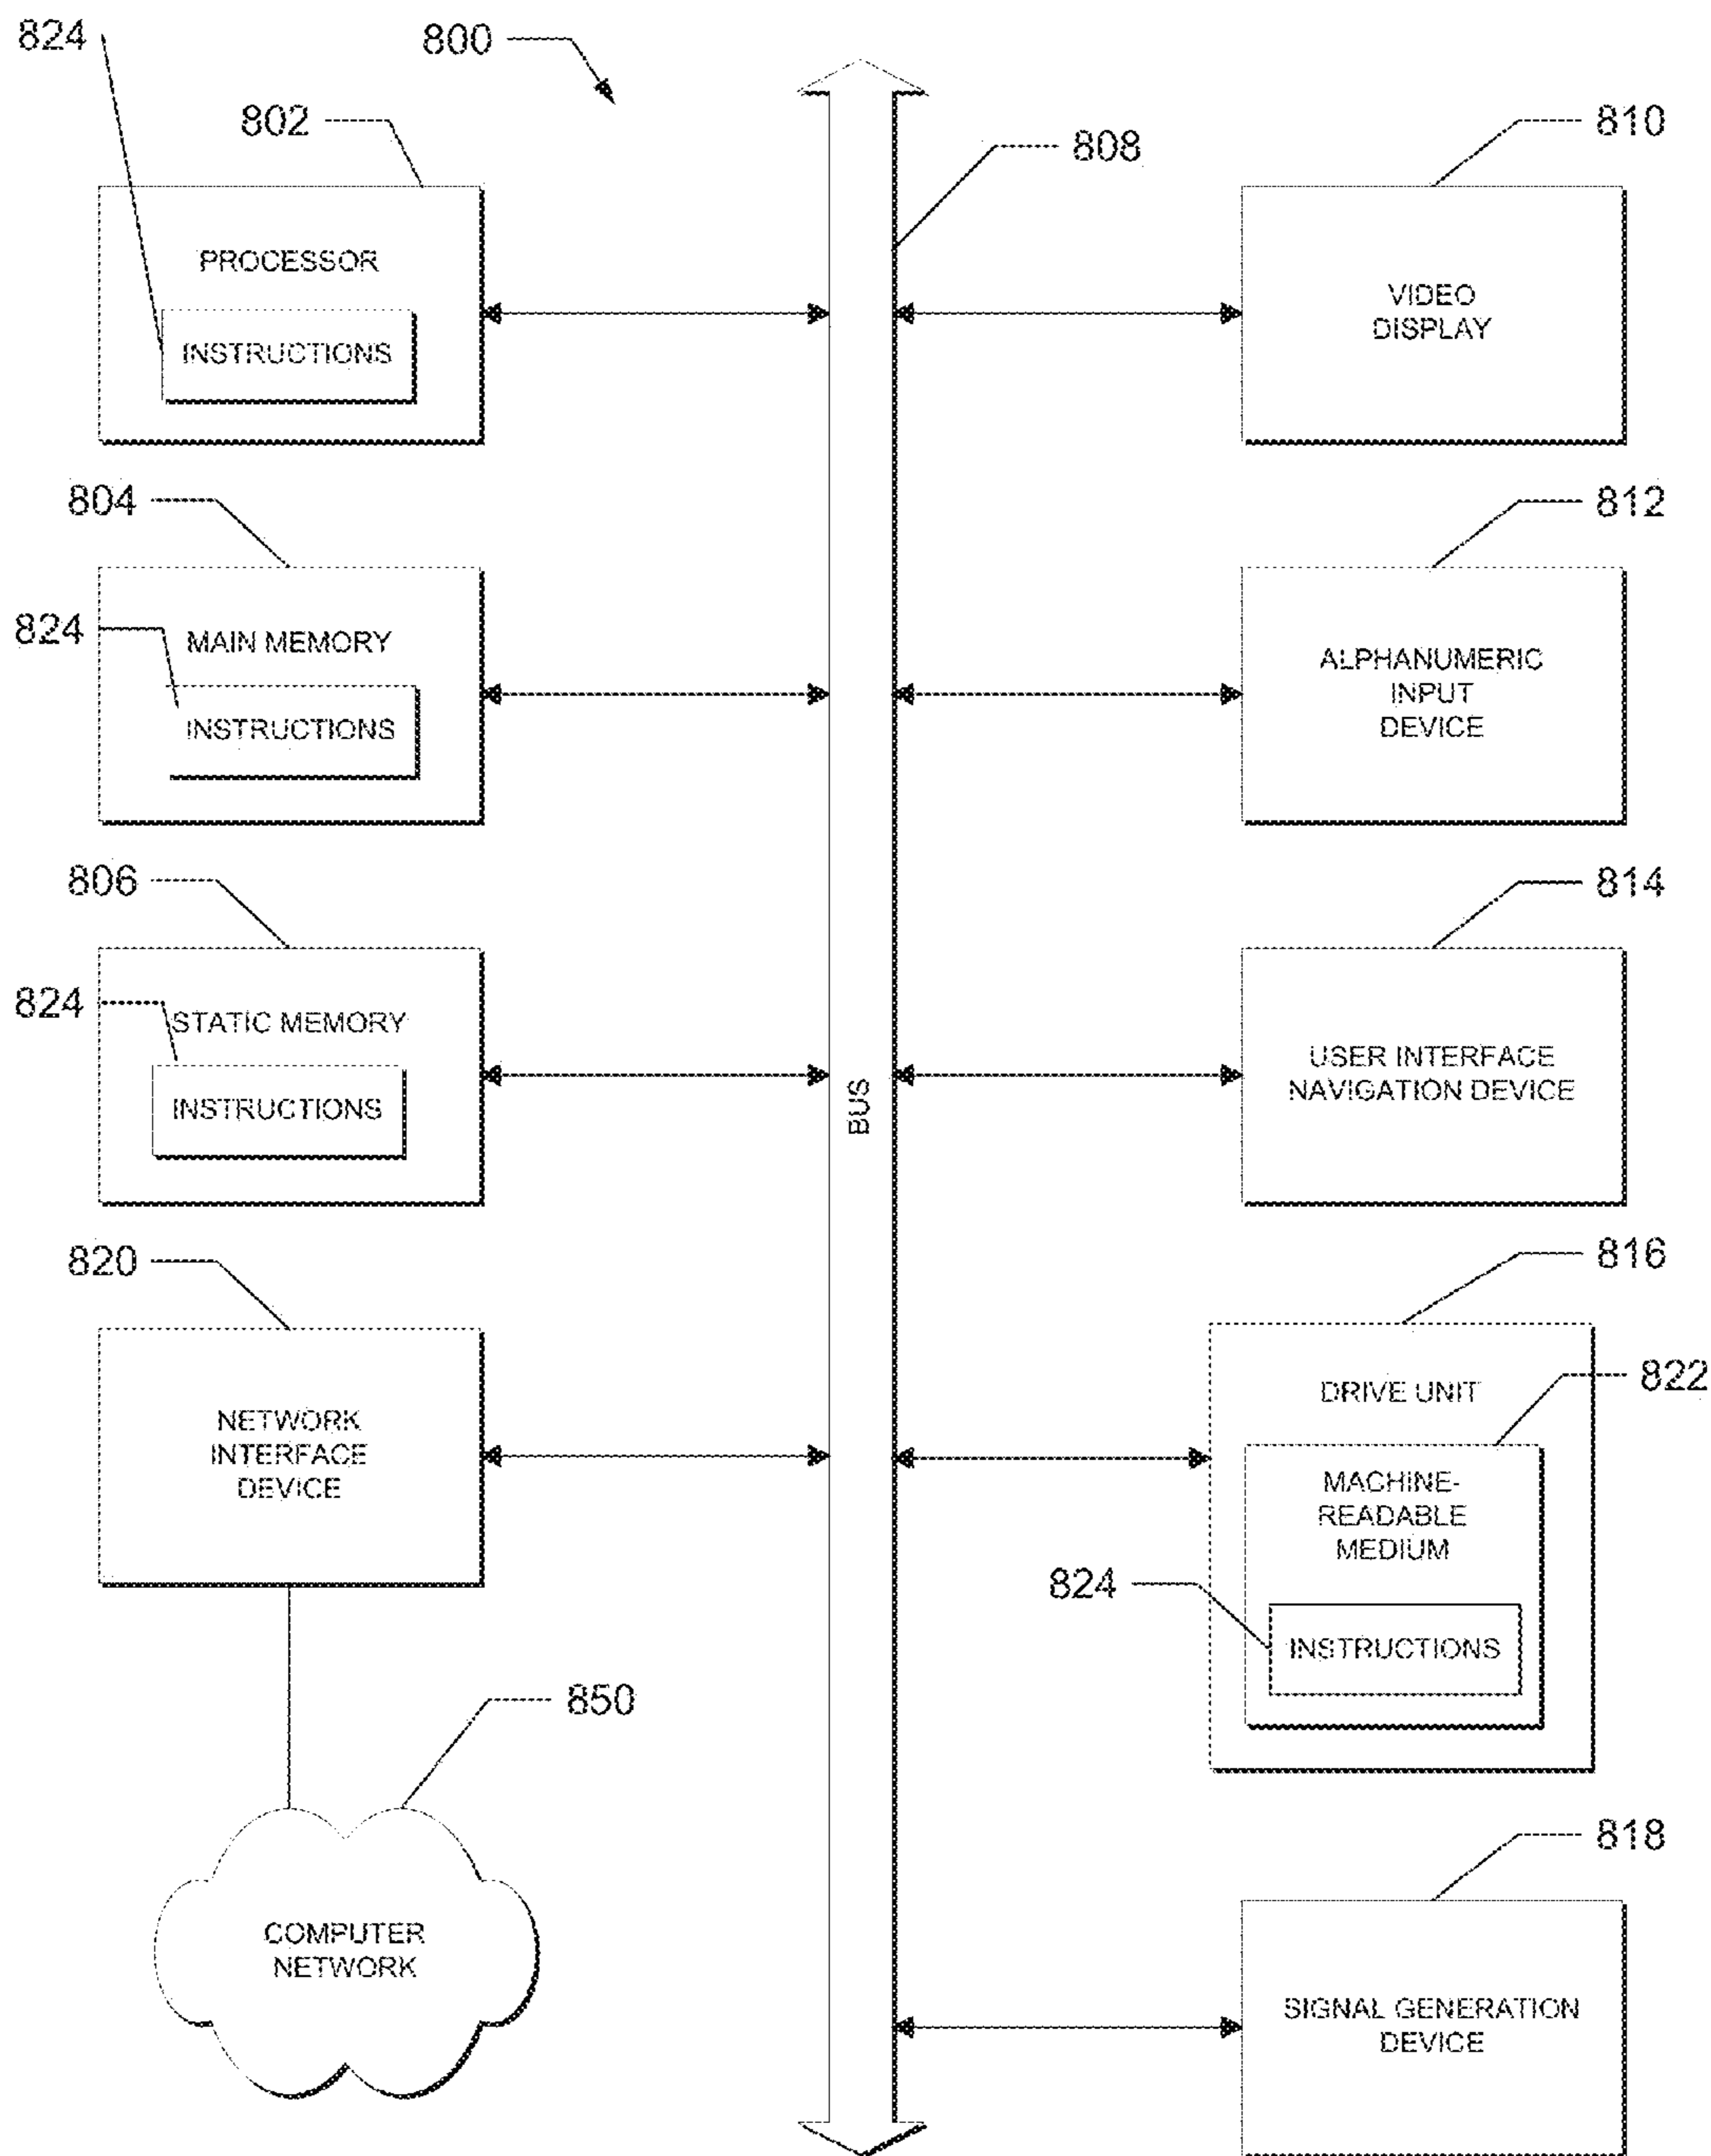 824
800
802
808
810
PROCESSOR
INSTRUCTIONS
VIDEO
DISPLAY
804
812
824
MAIN MEMORY
INSTRUCTIONS
ALPHANUMERIC
INPUT
DEVICE
806
814
824
STATIC MEMORY
INSTRUCTIONS
BUS
USER INTERFACE
NAVIGATION DEVICE
820
816
822
NETWORK
INTERFACE
DEVICE
DRIVE UNIT
MACHINE-
READABLE
MEDIUM
824
INSTRUCTIONS
850
818
COMPUTER
NETWORK
SIGNAL GENERATION
DEVICE